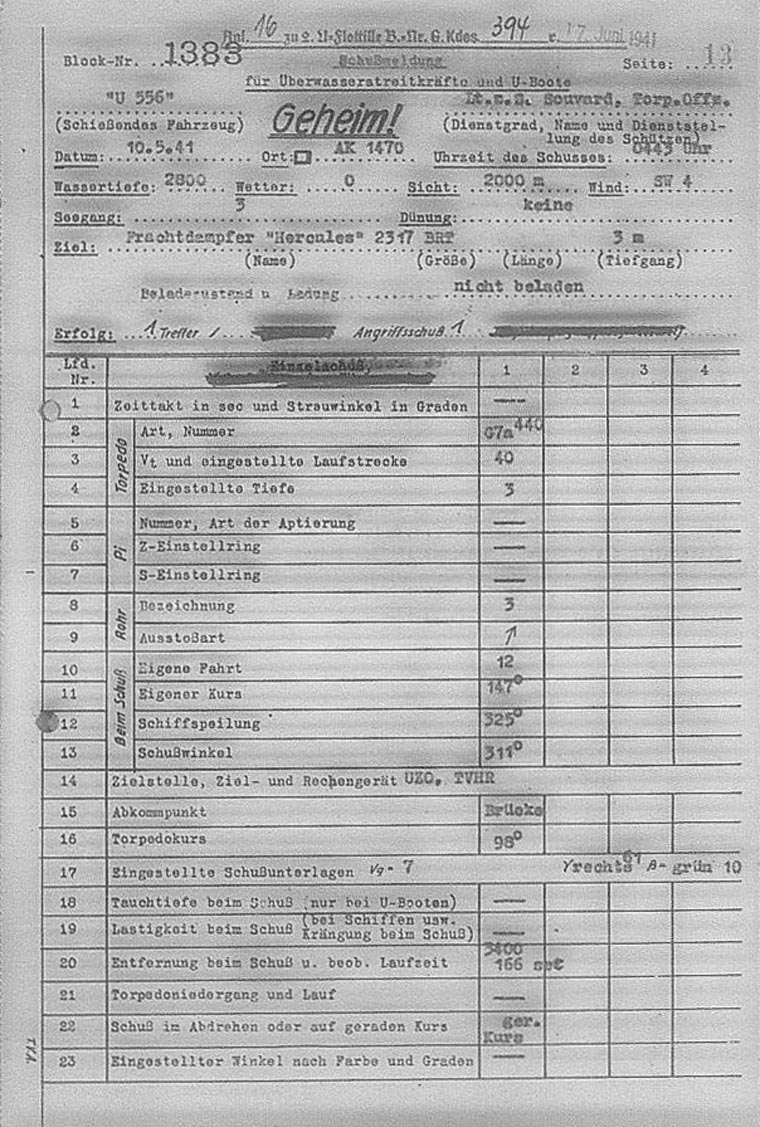 Anl. 16 zu 2. U-Flottille B.-Nr. G. Kdos. 394 v. 17. Juni 1941
Block-Nr. ..1383 Schußmeldung Seite: ..13
für Überwasserstreitkräfte und U-Boote
"U 556" Geheim! Lt.z.S. Souvard, Torp.Offz.
(Schießendes Fahrzeug) (Dienstgrad, Name und Dienststel-
lung des Schützen)
Datum: 10.5.41 Ort: AK 1470 Uhrzeit des Schusses: 0443 Uhr
Wassertiefe: 2800 Wetter: 0 Sicht: 2000 m Wind: SW 4
Seegang: 3 Dünung: keine
Ziel: Frachtdampfer "Hercules" 2317 BRT 3 m
(Name) (Größe) (Länge) (Tiefgang)
Beladezustand u Ladung nicht beladen
Erfolg: 1 Treffer / Angriffsschuß 1
Lfd. Nr. Einzelschuß, 1 2 3 4
1 Zeittakt in sec und Streuwinkel in Graden —
Torpedo
2 Art, Nummer G7a 440
3 Vt und eingestellte Laufstrecke 40
4 Eingestellte Tiefe 3
Pi
5 Nummer, Art der Aptierung —
6 Z-Einstellring —
7 S-Einstellring —
Rohr
8 Bezeichnung 3
9 Ausstoßart ↑
Beim Schuß
10 Eigene Fahrt 12
11 Eigener Kurs 147°
12 Schiffspeilung 325°
13 Schußwinkel 311°
14 Zielstelle, Ziel- und Rechengerät UZO, TVHR
15 Abkommpunkt Brücke
16 Torpedokurs 98°
17 Eingestellte Schußunterlagen Vg = 7 γ rechts 61 β = grün 10
18 Tauchtiefe beim Schuß (nur bei U-Booten) —
19 Lastigkeit beim Schuß (bei Schiffen usw. Krängung beim Schuß) —
20 Entfernung beim Schuß u. beob. Laufzeit 3400 166 sec
21 Torpedoniedergang und Lauf —
22 Schuß im Abdrehen oder auf geraden Kurs ger. Kurs
23 Eingestellter Winkel nach Farbe und Graden —